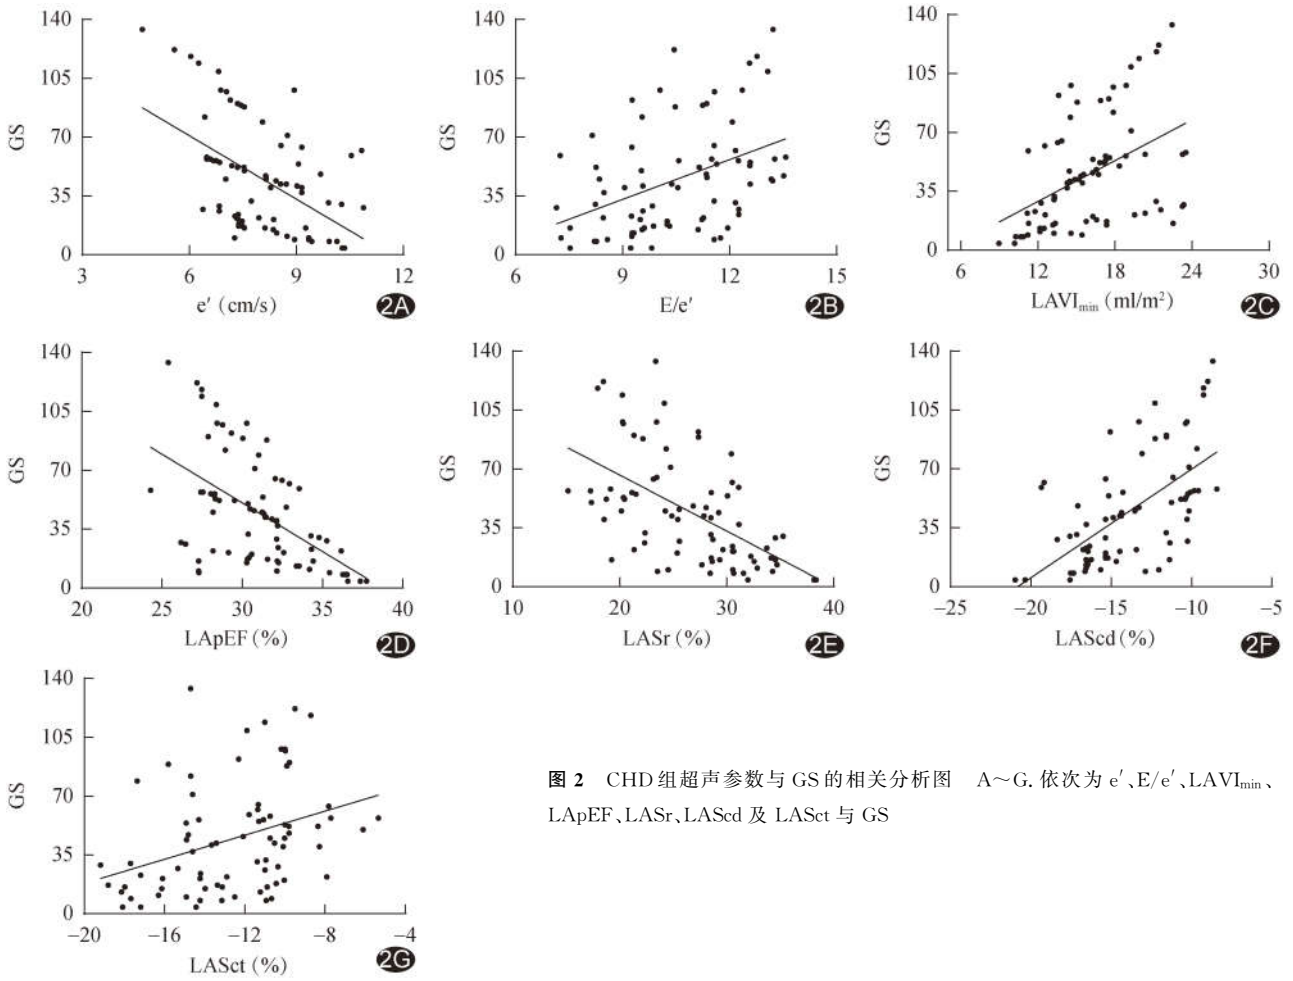 140
105
70
35
0
GS
3
6
9
12
e′ (cm/s)
2A
140
105
70
35
0
GS
6
9
12
15
E/e′
2B
140
105
70
35
0
GS
6
12
18
24
30
LAVImin (ml/m²)
2C
140
105
70
35
0
GS
20
25
30
35
40
LApEF (%)
2D
140
105
70
35
0
GS
10
20
30
40
LASr (%)
2E
140
105
70
35
0
GS
−25
−20
−15
−10
−5
LAScd (%)
2F
140
105
70
35
0
GS
−20
−16
−12
−8
−4
LASct (%)
2G
图 2 CHD组超声参数与GS的相关分析图 A～G. 依次为 e′、E/e′、LAVImin、
LApEF、LASr、LAScd 及 LASct 与 GS